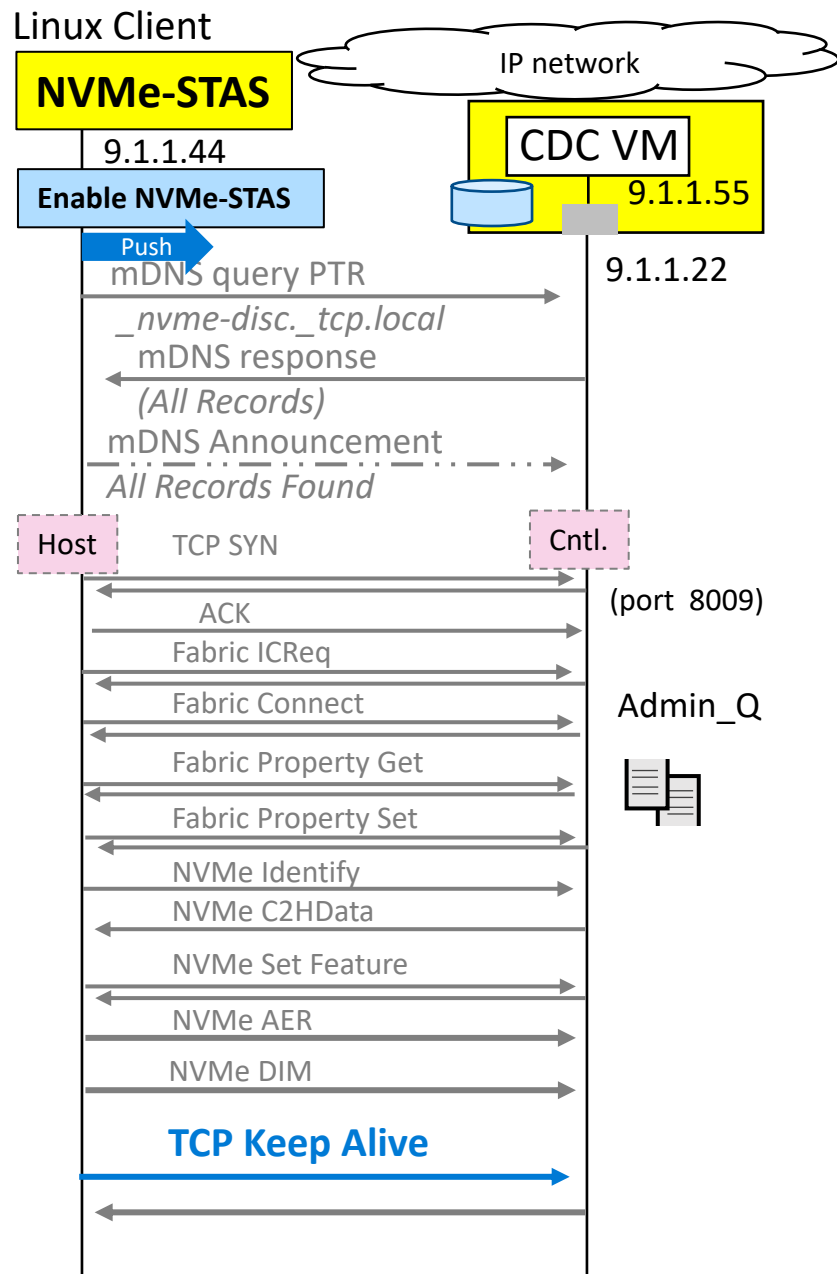 Linux Client
IP network
NVMe-STAS
CDC VM
9.1.1.44
9.1.1.55
Enable NVMe-STAS
Push
9.1.1.22
mDNS query PTR
_nvme-disc._tcp.local
mDNS response
(All Records)
mDNS Announcement
All Records Found
Host
TCP SYN
Cntl.
(port 8009)
ACK
Fabric ICReq
Fabric Connect
Admin_Q
Fabric Property Get
Fabric Property Set
NVMe Identify
NVMe C2HData
NVMe Set Feature
NVMe AER
NVMe DIM
TCP Keep Alive